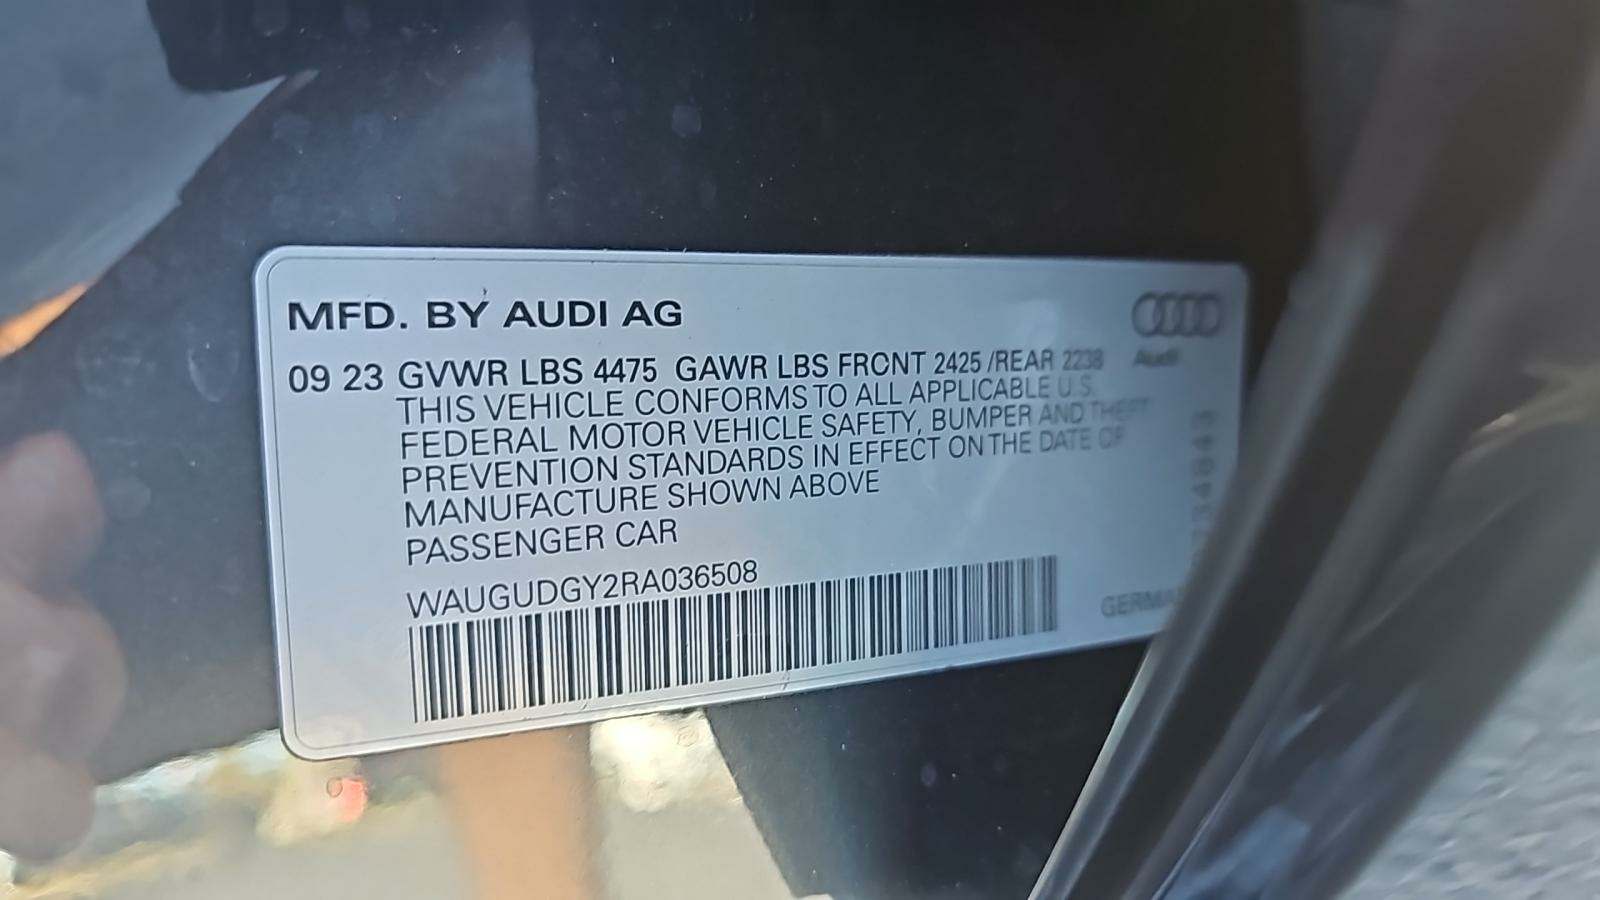 MFD. BY AUDI AG
Audi
09 23 GVWR LBS 4475 GAWR LBS FRONT 2425 /REAR 2238
THIS VEHICLE CONFORMS TO ALL APPLICABLE U.S.
FEDERAL MOTOR VEHICLE SAFETY, BUMPER AND THEFT
PREVENTION STANDARDS IN EFFECT ON THE DATE OF
MANUFACTURE SHOWN ABOVE
PASSENGER CAR
WAUGUDGY2RA036508